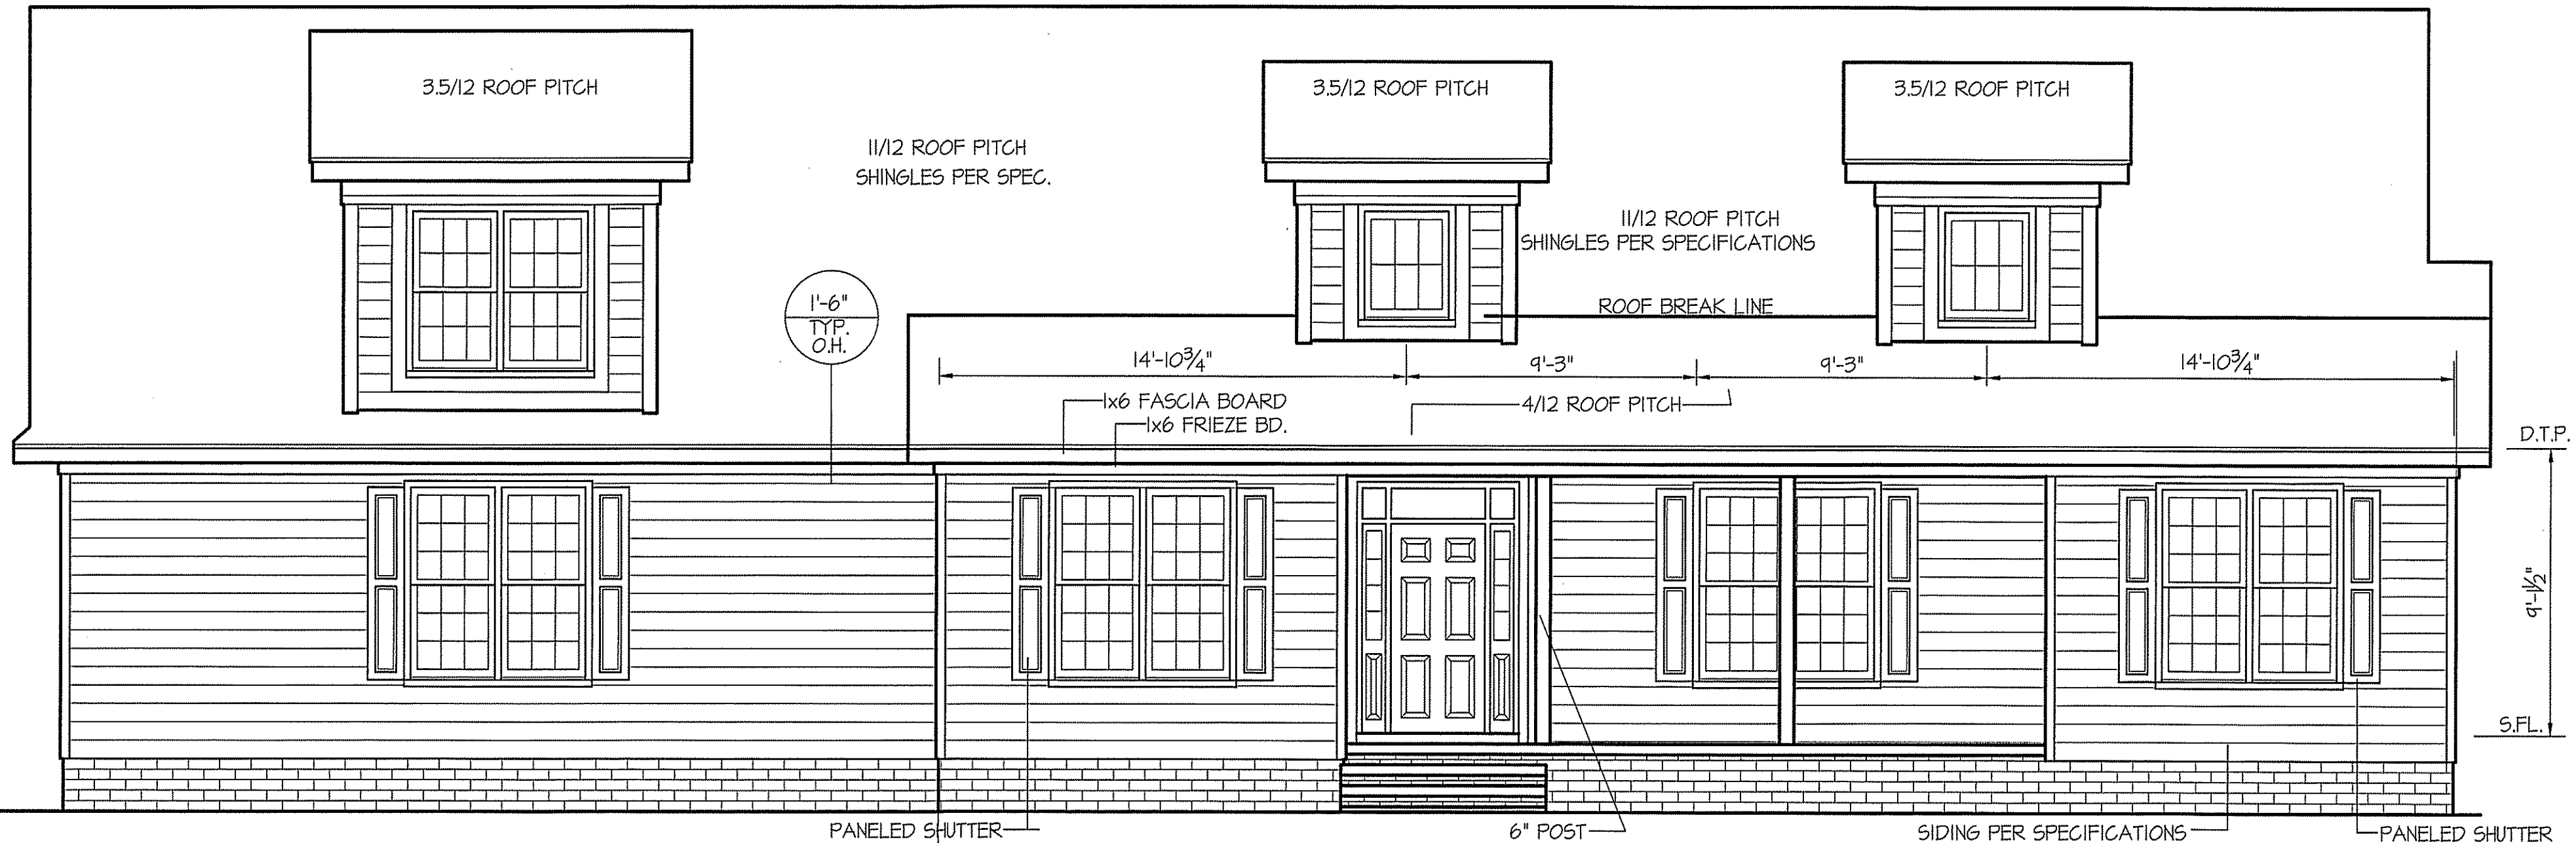 3.5/12 ROOF PITCH
3.5/12 ROOF PITCH
3.5/12 ROOF PITCH
11/12 ROOF PITCH
SHINGLES PER SPEC.
11/12 ROOF PITCH
SHINGLES PER SPECIFICATIONS
1'-6"
TYP.
O.H.
ROOF BREAK LINE
14'-10¾"
9'-3"
9'-3"
14'-10¾"
1x6 FASCIA BOARD
1x6 FRIEZE BD.
4/12 ROOF PITCH
D.T.P.
9'-1½"
S.FL.
PANELED SHUTTER
6" POST
SIDING PER SPECIFICATIONS
PANELED SHUTTER